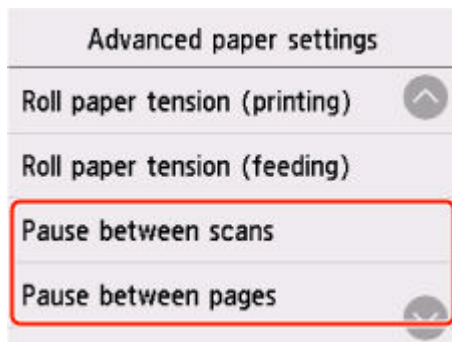 Advanced paper settings
Roll paper tension (printing)
Roll paper tension (feeding)
Pause between scans
Pause between pages